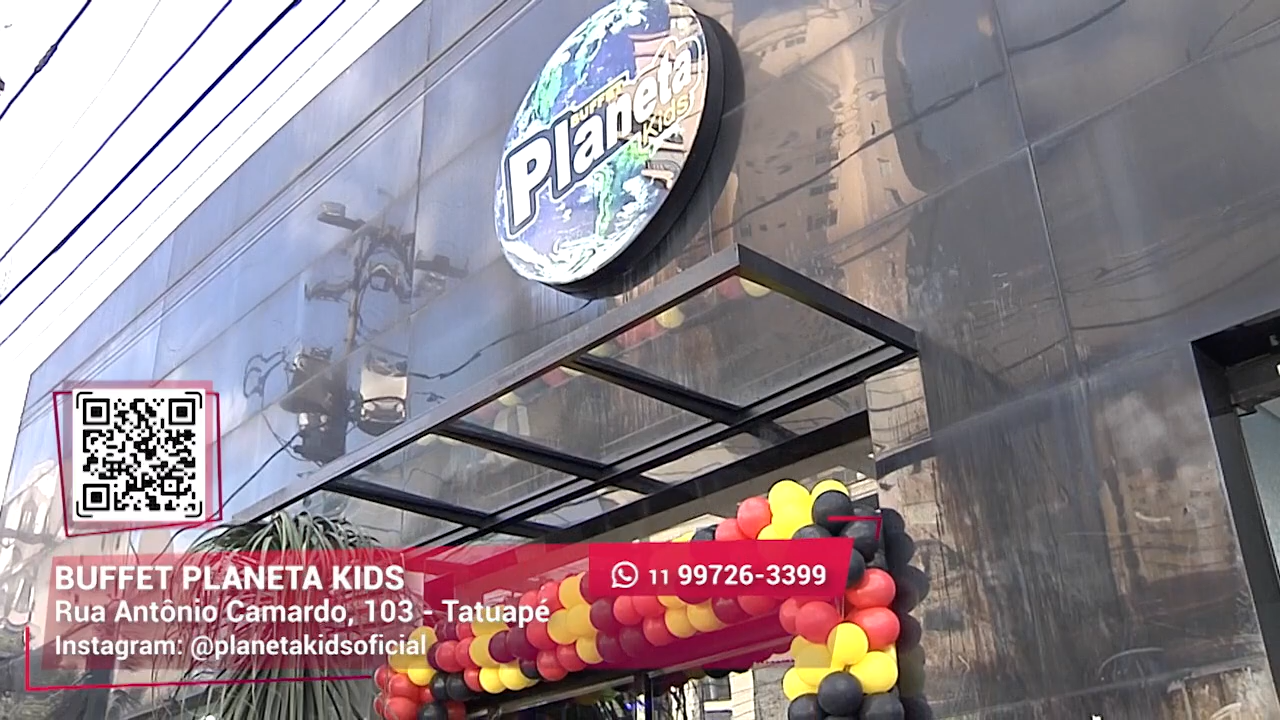 BUFFET
Planeta
Kids
BUFFET PLANETA KIDS
11 99726-3399
Rua Antônio Camardo, 103 - Tatuapé
Instagram: @planetakidsoficial